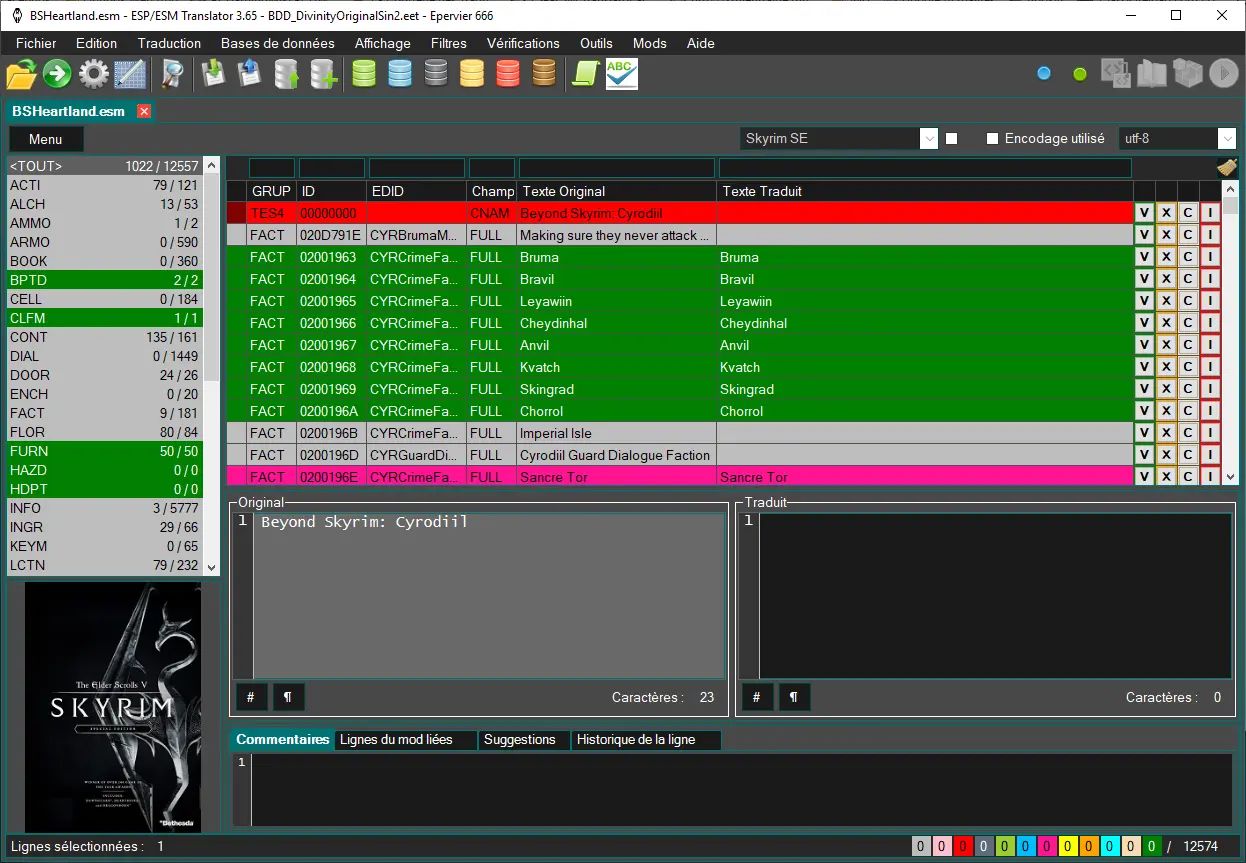 BSHeartland.esm - ESP/ESM Translator 3.65 - BDD_DivinityOriginalSin2.eet - Epervier 666
Fichier Edition Traduction Bases de données Affichage Filtres Vérifications Outils Mods Aide
ABC
BSHeartland.esm
Menu Skyrim SE Encodage utilisé utf-8
<TOUT> 1022 / 12557
ACTI 79 / 121
ALCH 13 / 53
AMMO 1 / 2
ARMO 0 / 590
BOOK 0 / 360
BPTD 2 / 2
CELL 0 / 184
CLFM 1 / 1
CONT 135 / 161
DIAL 0 / 1449
DOOR 24 / 26
ENCH 0 / 20
FACT 9 / 181
FLOR 80 / 84
FURN 50 / 50
HAZD 0 / 0
HDPT 0 / 0
INFO 3 / 5777
INGR 29 / 66
KEYM 0 / 65
LCTN 79 / 232
GRUP ID EDID Champ Texte Original Texte Traduit
TES4 00000000 CNAM Beyond Skyrim: Cyrodiil V X C I
FACT 020D791E CYRBrumaM... FULL Making sure they never attack ... V X C I
FACT 02001963 CYRCrimeFa... FULL Bruma Bruma V X C I
FACT 02001964 CYRCrimeFa... FULL Bravil Bravil V X C I
FACT 02001965 CYRCrimeFa... FULL Leyawiin Leyawiin V X C I
FACT 02001966 CYRCrimeFa... FULL Cheydinhal Cheydinhal V X C I
FACT 02001967 CYRCrimeFa... FULL Anvil Anvil V X C I
FACT 02001968 CYRCrimeFa... FULL Kvatch Kvatch V X C I
FACT 02001969 CYRCrimeFa... FULL Skingrad Skingrad V X C I
FACT 0200196A CYRCrimeFa... FULL Chorrol Chorrol V X C I
FACT 0200196B CYRCrimeFa... FULL Imperial Isle V X C I
FACT 0200196D CYRGuardDi... FULL Cyrodiil Guard Dialogue Faction V X C I
FACT 0200196E CYRCrimeFa... FULL Sancre Tor Sancre Tor V X C I
Original
1 Beyond Skyrim: Cyrodiil
# ¶ Caractères : 23
Traduit
1
# ¶ Caractères : 0
The Elder Scrolls V
SKYRIM
SPECIAL EDITION
Bethesda
Commentaires Lignes du mod liées Suggestions Historique de la ligne
1
Lignes sélectionnées : 1 0 0 0 0 0 0 0 0 0 0 0 0 / 12574